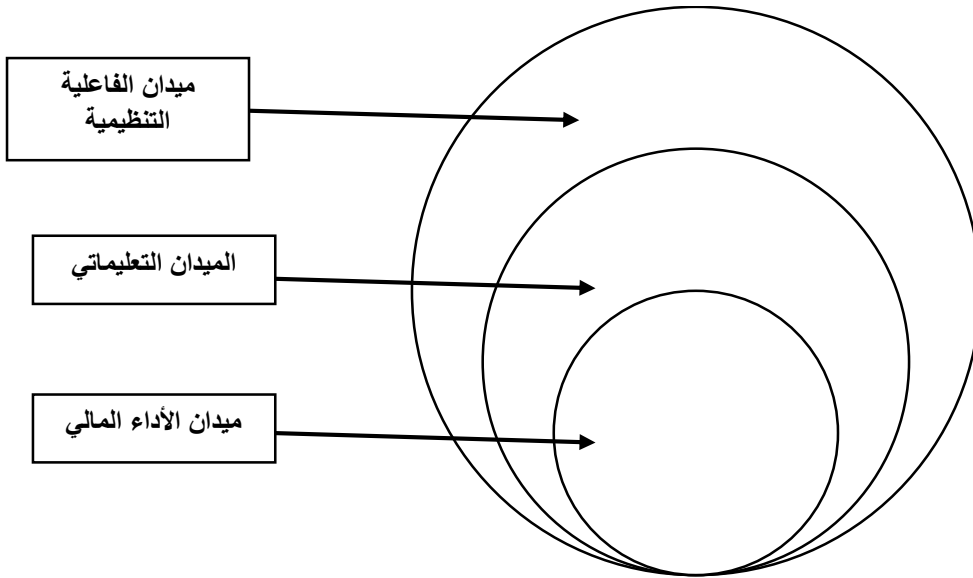 ميدان الفاعلية
التنظيمية
الميدان التعليماتي
ميدان الأداء المالي